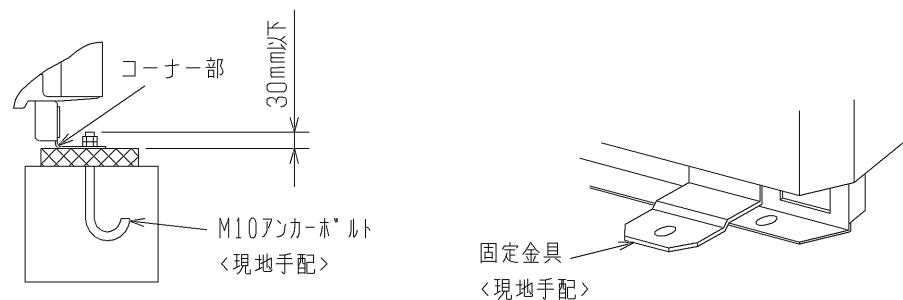 コーナー部
30mm以下
M10アンカーボルト
<現地手配>
固定金具
<現地手配>